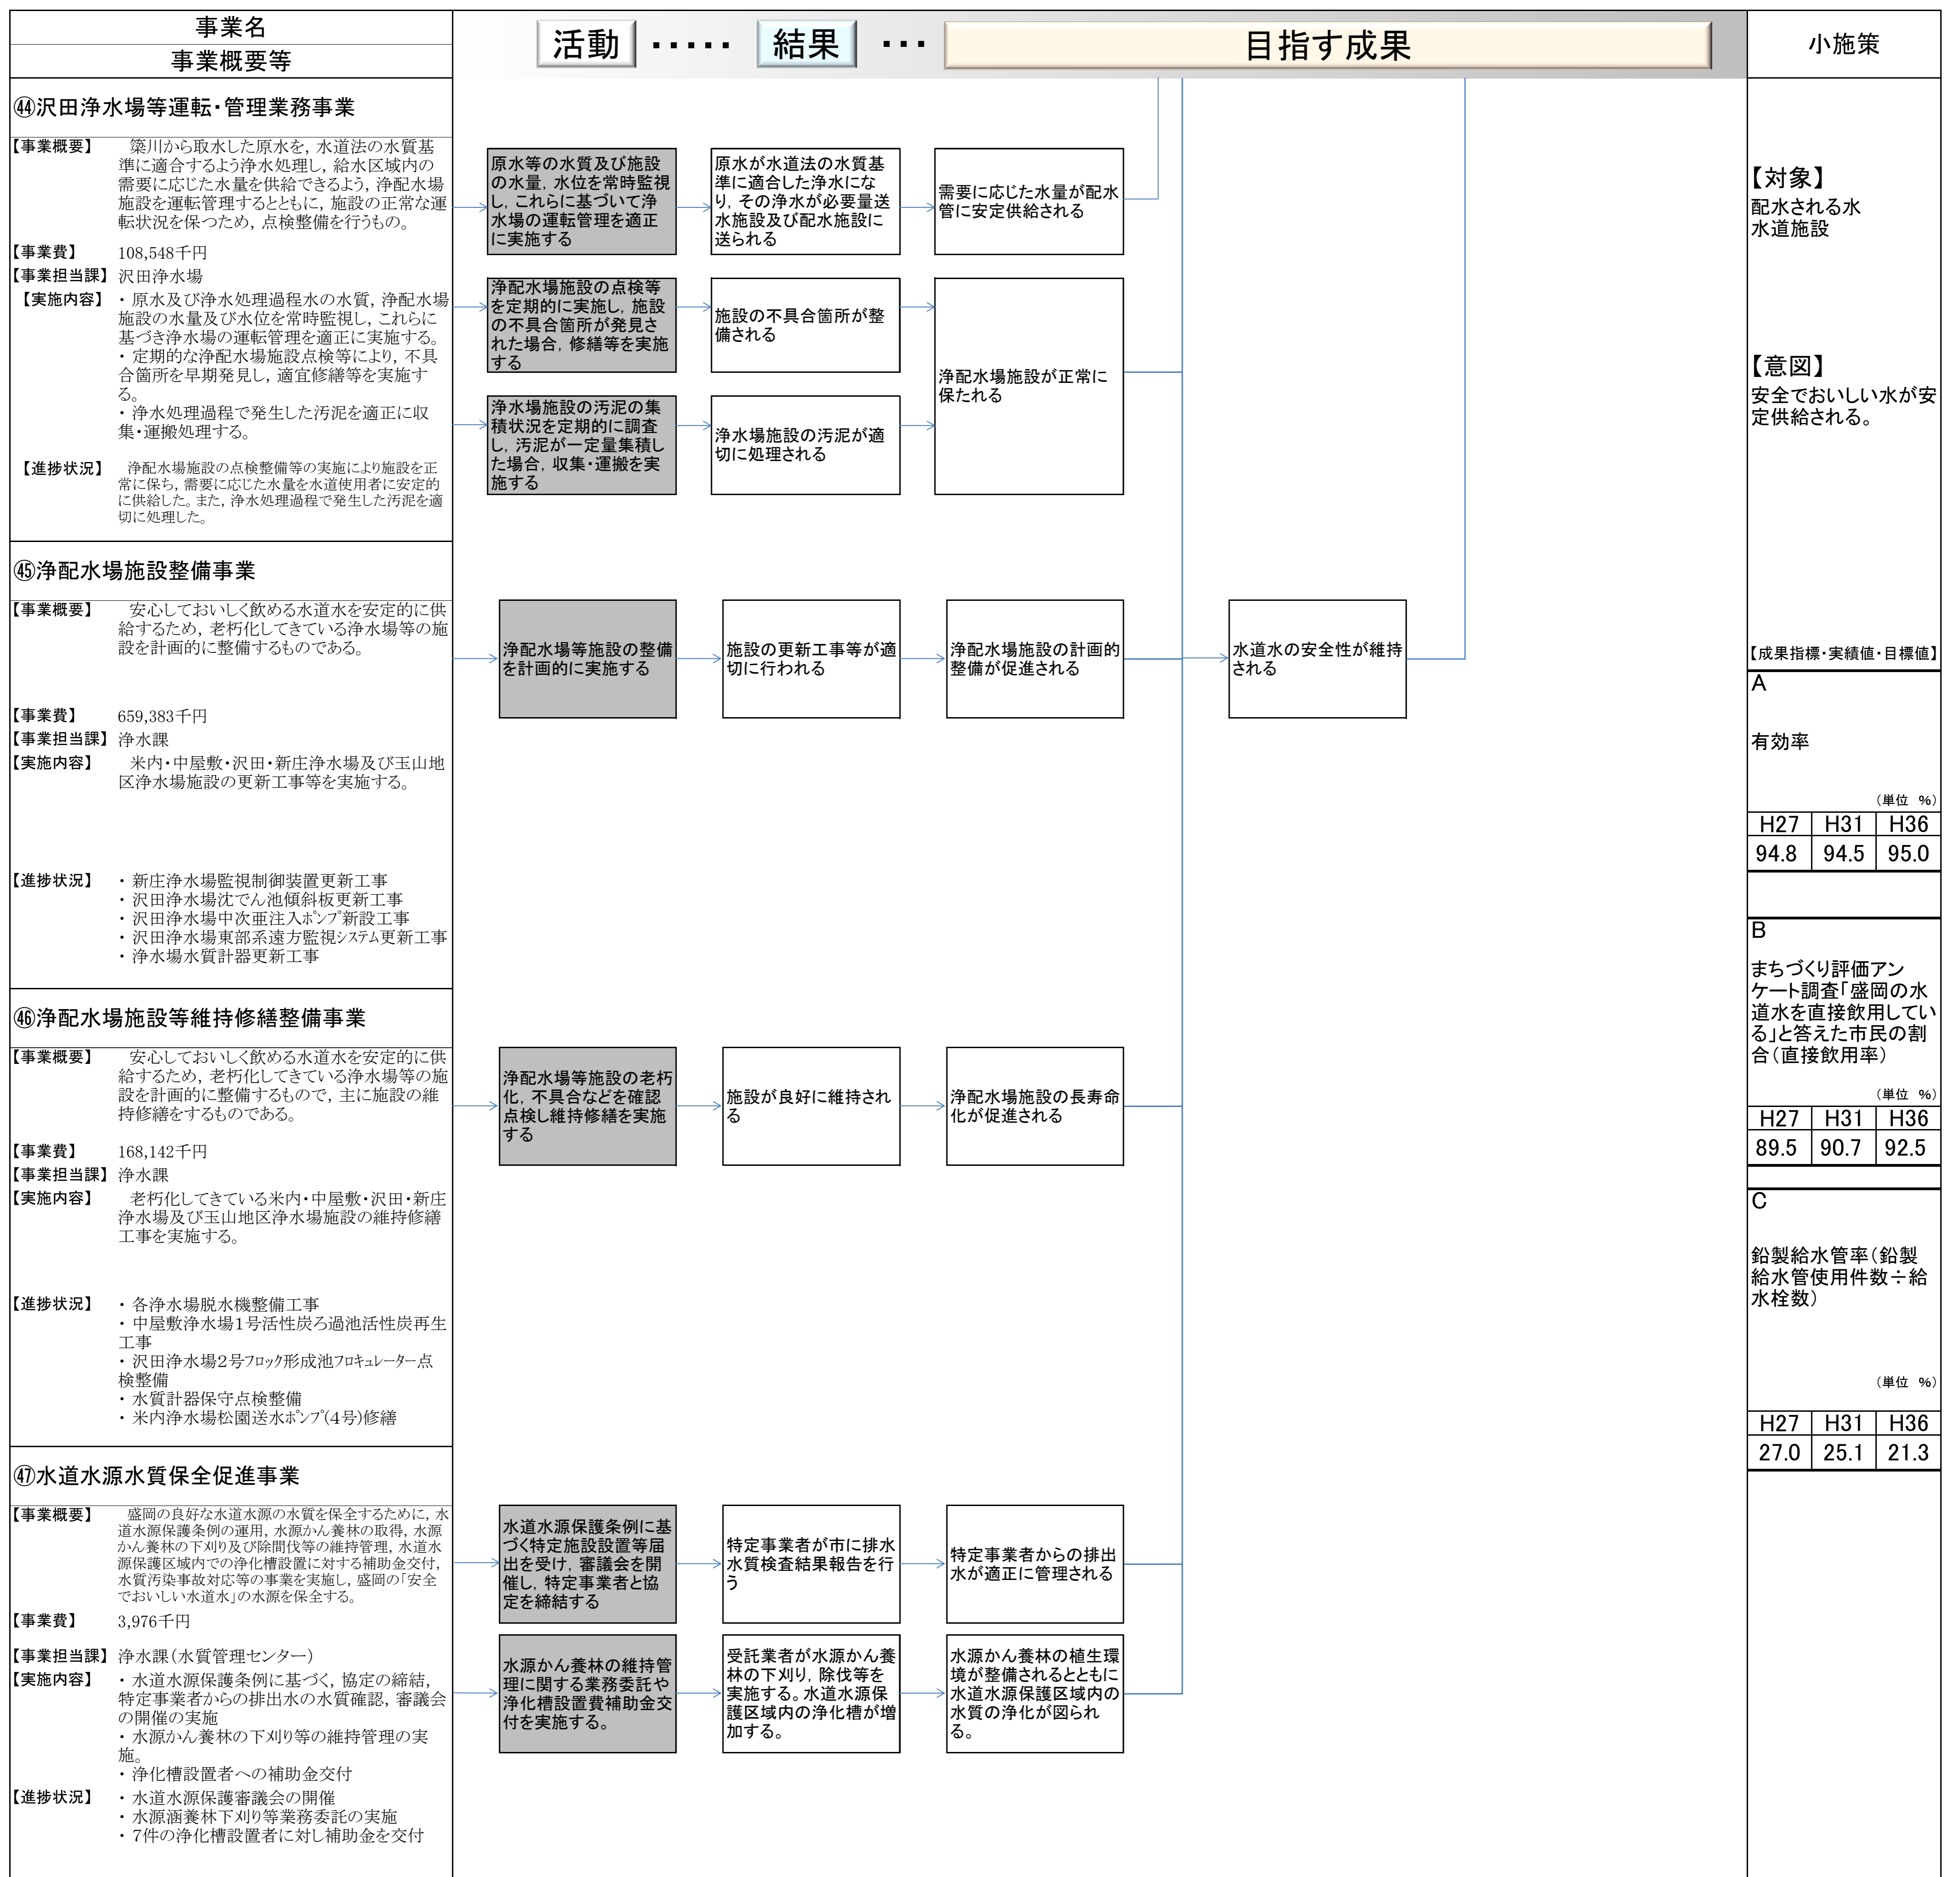 事業名
事業概要等
活動 ・・・・・ 結果 ・・・ 目指す成果
小施策
㊹沢田浄水場等運転・管理業務事業
【事業概要】 簗川から取水した原水を，水道法の水質基
準に適合するよう浄水処理し，給水区域内の
需要に応じた水量を供給できるよう，浄配水場
施設を運転管理するとともに，施設の正常な運
転状況を保つため，点検整備を行うもの。
【事業費】 108,548千円
【事業担当課】 沢田浄水場
【実施内容】 ・ 原水及び浄水処理過程水の水質，浄配水場
施設の水量及び水位を常時監視し，これらに
基づき浄水場の運転管理を適正に実施する。
・ 定期的な浄配水場施設点検等により，不具
合箇所を早期発見し，適宜修繕等を実施す
る。
・ 浄水処理過程で発生した汚泥を適正に収
集・運搬処理する。
【進捗状況】 浄配水場施設の点検整備等の実施により施設を正
常に保ち，需要に応じた水量を水道使用者に安定的
に供給した。また，浄水処理過程で発生した汚泥を適
切に処理した。
原水等の水質及び施設
の水量，水位を常時監視
し，これらに基づいて浄
水場の運転管理を適正
に実施する
原水が水道法の水質基
準に適合した浄水にな
り，その浄水が必要量送
水施設及び配水施設に
送られる
需要に応じた水量が配水
管に安定供給される
浄配水場施設の点検等
を定期的に実施し，施設
の不具合箇所が発見さ
れた場合，修繕等を実施
する
施設の不具合箇所が整
備される
浄配水場施設が正常に
保たれる
浄水場施設の汚泥の集
積状況を定期的に調査
し，汚泥が一定量集積し
た場合，収集・運搬を実
施する
浄水場施設の汚泥が適
切に処理される
㊺浄配水場施設整備事業
【事業概要】 安心しておいしく飲める水道水を安定的に供
給するため，老朽化してきている浄水場等の施
設を計画的に整備するものである。
【事業費】 659,383千円
【事業担当課】 浄水課
【実施内容】 米内・中屋敷・沢田・新庄浄水場及び玉山地
区浄水場施設の更新工事等を実施する。
【進捗状況】 ・ 新庄浄水場監視制御装置更新工事
・ 沢田浄水場沈でん池傾斜板更新工事
・ 沢田浄水場中次亜注入ﾎﾟﾝﾌﾟ新設工事
・ 沢田浄水場東部系遠方監視ｼｽﾃﾑ更新工事
・ 浄水場水質計器更新工事
浄配水場等施設の整備
を計画的に実施する
施設の更新工事等が適
切に行われる
浄配水場施設の計画的
整備が促進される
水道水の安全性が維持
される
㊻浄配水場施設等維持修繕整備事業
【事業概要】 安心しておいしく飲める水道水を安定的に供
給するため，老朽化してきている浄水場等の施
設を計画的に整備するもので，主に施設の維
持修繕をするものである。
【事業費】 168,142千円
【事業担当課】 浄水課
【実施内容】 老朽化してきている米内・中屋敷・沢田・新庄
浄水場及び玉山地区浄水場施設の維持修繕
工事を実施する。
【進捗状況】 ・ 各浄水場脱水機整備工事
・ 中屋敷浄水場1号活性炭ろ過池活性炭再生
工事
・ 沢田浄水場２号ﾌﾛｯｸ形成池ﾌﾛｷｭﾚｰﾀｰ点
検整備
・ 水質計器保守点検整備
・ 米内浄水場松園送水ﾎﾟﾝﾌﾟ(４号)修繕
浄配水場等施設の老朽
化，不具合などを確認
点検し維持修繕を実施
する
施設が良好に維持され
る
浄配水場施設の長寿命
化が促進される
㊼水道水源水質保全促進事業
【事業概要】 盛岡の良好な水道水源の水質を保全するために，水
道水源保護条例の運用，水源かん養林の取得，水源
かん養林の下刈り及び除間伐等の維持管理，水道水
源保護区域内での浄化槽設置に対する補助金交付，
水質汚染事故対応等の事業を実施し，盛岡の「安全
でおいしい水道水」の水源を保全する。
【事業費】 3,976千円
【事業担当課】 浄水課（水質管理センター）
【実施内容】 ・ 水道水源保護条例に基づく，協定の締結，
特定事業者からの排出水の水質確認，審議会
の開催の実施
・ 水源かん養林の下刈り等の維持管理の実
施。
・ 浄化槽設置者への補助金交付
【進捗状況】 ・ 水道水源保護審議会の開催
・ 水源涵養林下刈り等業務委託の実施
・ ７件の浄化槽設置者に対し補助金を交付
水道水源保護条例に基
づく特定施設設置等届
出を受け，審議会を開
催し，特定事業者と協
定を締結する
特定事業者が市に排水
水質検査結果報告を行
う
特定事業者からの排出
水が適正に管理される
水源かん養林の維持管
理に関する業務委託や
浄化槽設置費補助金交
付を実施する。
受託業者が水源かん養
林の下刈り，除伐等を
実施する。水道水源保
護区域内の浄化槽が増
加する。
水源かん養林の植生環
境が整備されるとともに
水道水源保護区域内の
水質の浄化が図られ
る。
【対象】
配水される水
水道施設
【意図】
安全でおいしい水が安
定供給される。
【成果指標・実績値・目標値】
A
有効率
（単位　％）
H27 H31 H36
94.8 94.5 95.0
B
まちづくり評価アン
ケート調査「盛岡の水
道水を直接飲用してい
る」と答えた市民の割
合（直接飲用率）
（単位　％）
H27 H31 H36
89.5 90.7 92.5
C
鉛製給水管率（鉛製
給水管使用件数÷給
水栓数）
（単位　％）
H27 H31 H36
27.0 25.1 21.3